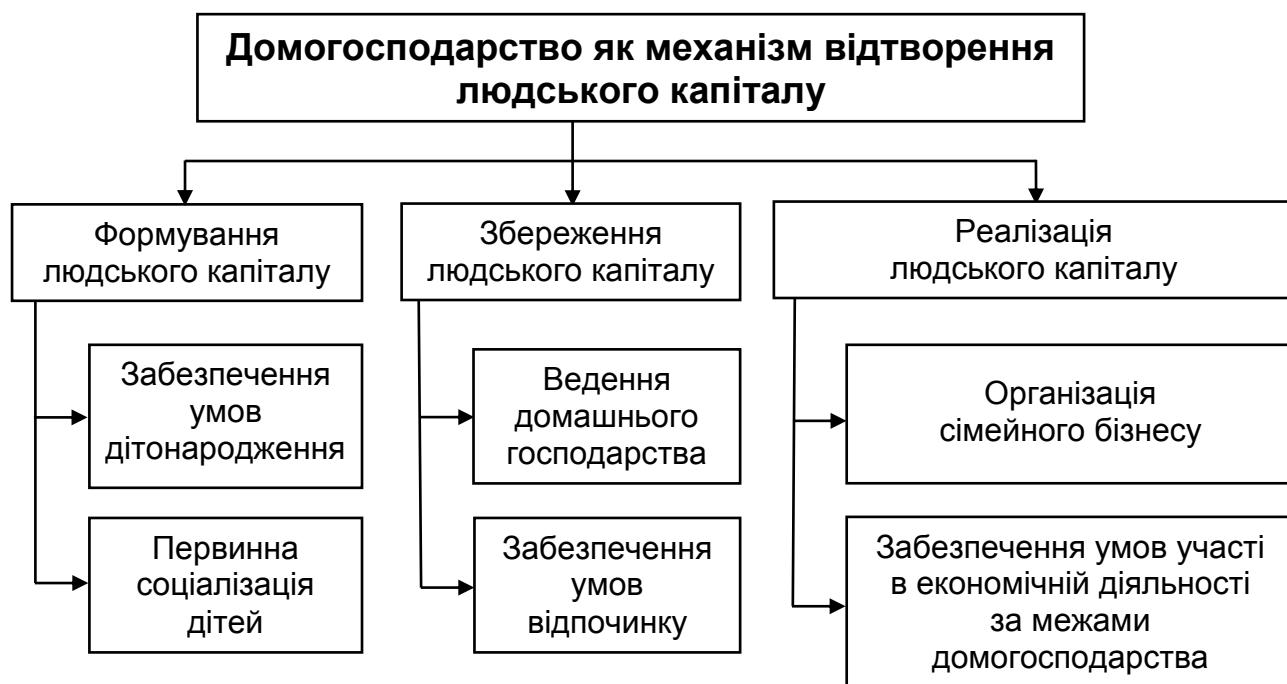 Домогосподарство як механізм відтворення
людського капіталу
Формування
людського капіталу
Збереження
людського капіталу
Реалізація
людського капіталу
Забезпечення
умов
дітонародження
Ведення
домашнього
господарства
Організація
сімейного бізнесу
Первинна
соціалізація
дітей
Забезпечення
умов
відпочинку
Забезпечення умов участі
в економічній діяльності
за межами
домогосподарства